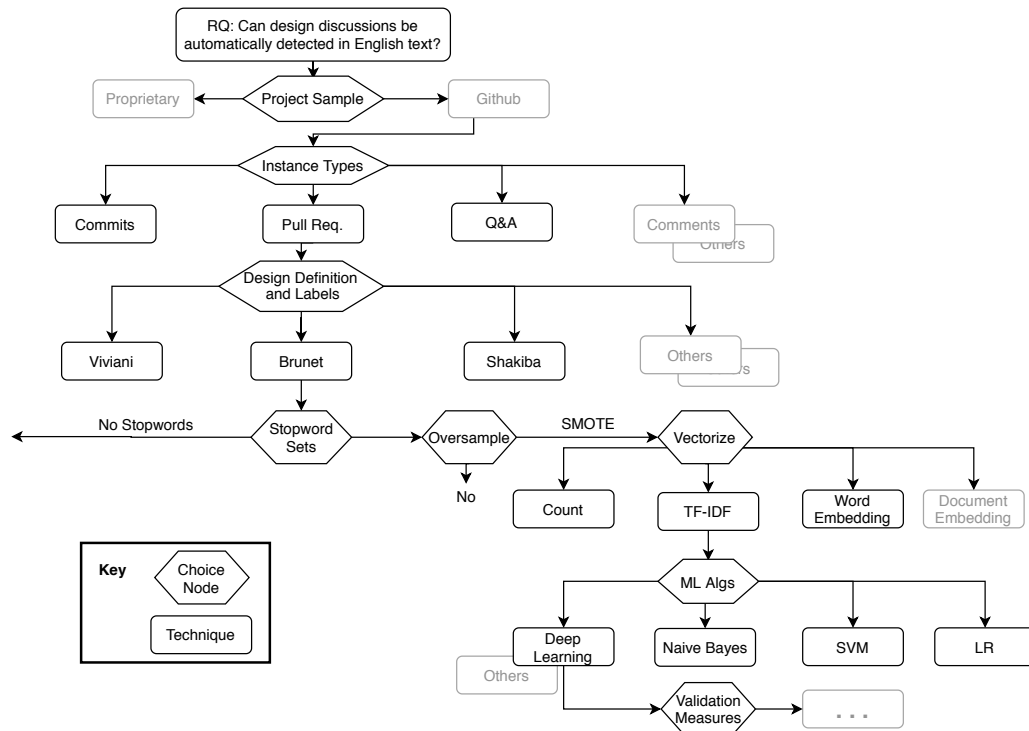 RQ: Can design discussions be
automatically detected in English text?
Proprietary
Project Sample
Github
Instance Types
Commits
Pull Req.
Q&A
Comments
Others
Design Definition
and Labels
Viviani
Brunet
Shakiba
Others
No Stopwords
Stopword
Sets
Oversample
SMOTE
Vectorize
No
Count
TF-IDF
Word
Embedding
Document
Embedding
Key
Choice
Node
Technique
ML Algs
Deep
Learning
Naive Bayes
SVM
LR
Others
Validation
Measures
. . .